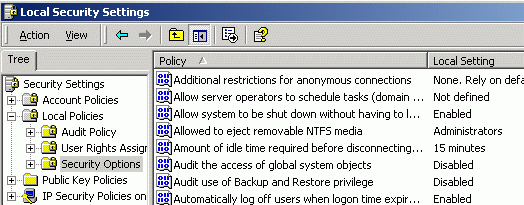 Local Security Settings
Action View
Tree
Policy Local Setting
Security Settings
Account Policies
Local Policies
Audit Policy
User Rights Assign
Security Options
Public Key Policies
IP Security Policies on
Additional restrictions for anonymous connections None. Rely on defa
Allow server operators to schedule tasks (domain ... Not defined
Allow system to be shut down without having to l... Enabled
Allowed to eject removable NTFS media Administrators
Amount of idle time required before disconnecting... 15 minutes
Audit the access of global system objects Disabled
Audit use of Backup and Restore privilege Disabled
Automatically log off users when logon time expir... Enabled